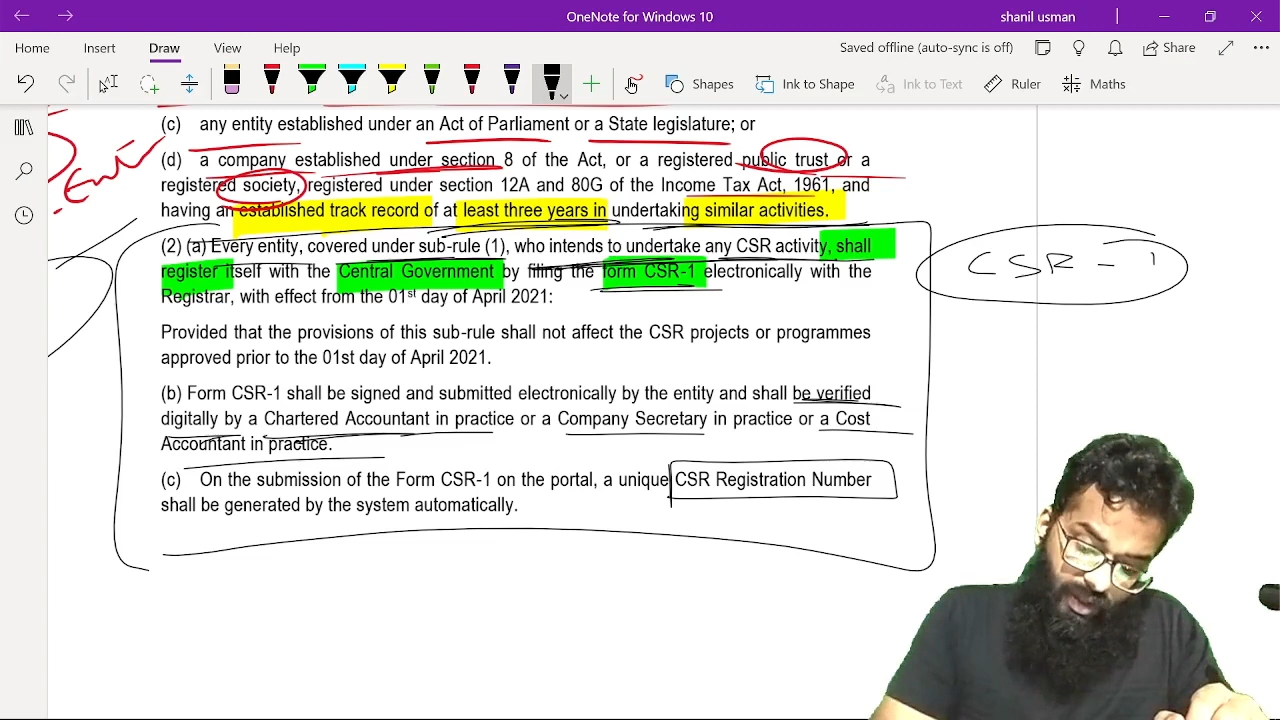 OneNote for Windows 10
shanil usman
Home Insert Draw View Help
Saved offline (auto-sync is off)
Share
Shapes
Ink to Shape
Ink to Text
Ruler
Maths
(c) any entity established under an Act of Parliament or a State legislature; or
(d) a company established under section 8 of the Act, or a registered public trust or a
registered society, registered under section 12A and 80G of the Income Tax Act, 1961, and
having an established track record of at least three years in undertaking similar activities.
(2) (a) Every entity, covered under sub-rule (1), who intends to undertake any CSR activity, shall
register itself with the Central Government by filing the form CSR-1 electronically with the
Registrar, with effect from the 01st day of April 2021:
CSR - 1
Provided that the provisions of this sub-rule shall not affect the CSR projects or programmes
approved prior to the 01st day of April 2021.
(b) Form CSR-1 shall be signed and submitted electronically by the entity and shall be verified
digitally by a Chartered Accountant in practice or a Company Secretary in practice or a Cost
Accountant in practice.
(c) On the submission of the Form CSR-1 on the portal, a unique CSR Registration Number
shall be generated by the system automatically.